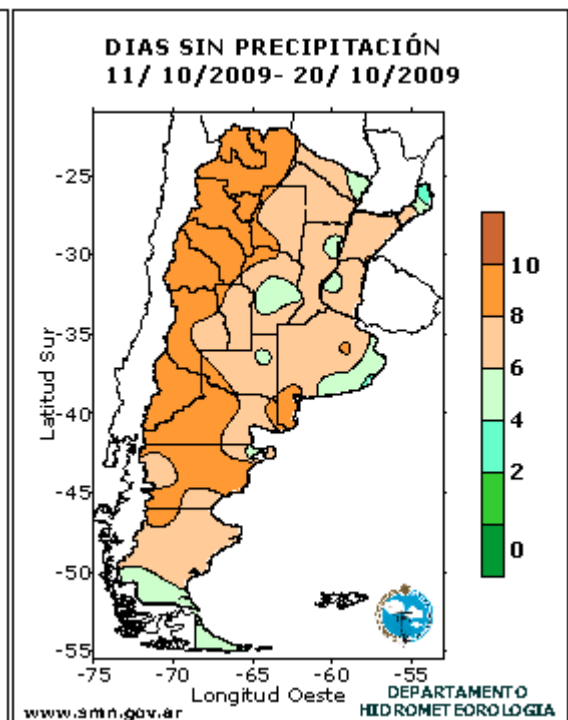 DIAS SIN PRECIPITACIÓN
11/ 10/2009- 20/ 10/2009
-25
-30
-35
-40
-45
-50
-55
Latitud Sur
-75 -70 -65 -60 -55
Longitud Oeste
10
8
6
4
2
0
www.smn.gov.ar
DEPARTAMENTO
HIDROMETEOROLOGIA